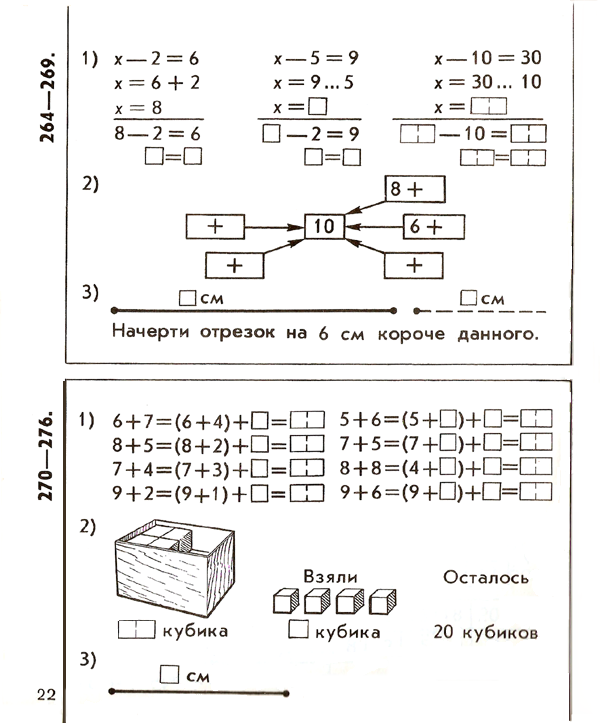 264—269.
1) x — 2 = 6 x — 5 = 9 x — 10 = 30
x = 6 + 2 x = 9 ... 5 x = 30 ... 10
x = 8 x = □ x = □□
8 — 2 = 6 □ — 2 = 9 □□ — 10 = □□
□ = □ □ = □ □□ = □□
2) 8 +
+ 10 6 +
+ +
3) □ см □ см
Начерти отрезок на 6 см короче данного.
270—276.
1) 6+7=(6+4)+□=□□ 5+6=(5+□)+□=□□
8+5=(8+2)+□=□□ 7+5=(7+□)+□=□□
7+4=(7+3)+□=□□ 8+8=(4+□)+□=□□
9+2=(9+1)+□=□□ 9+6=(9+□)+□=□□
2)
Взяли Осталось
□□ кубика □ кубика 20 кубиков
3) □ см
22